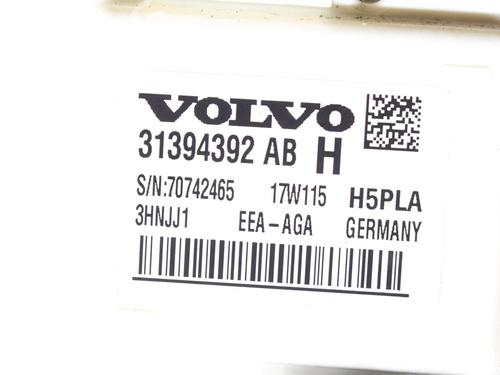 VOLVO
31394392 AB H
S/N:70742465 17W115 H5PLA
3HNJJ1 EEA-AGA GERMANY